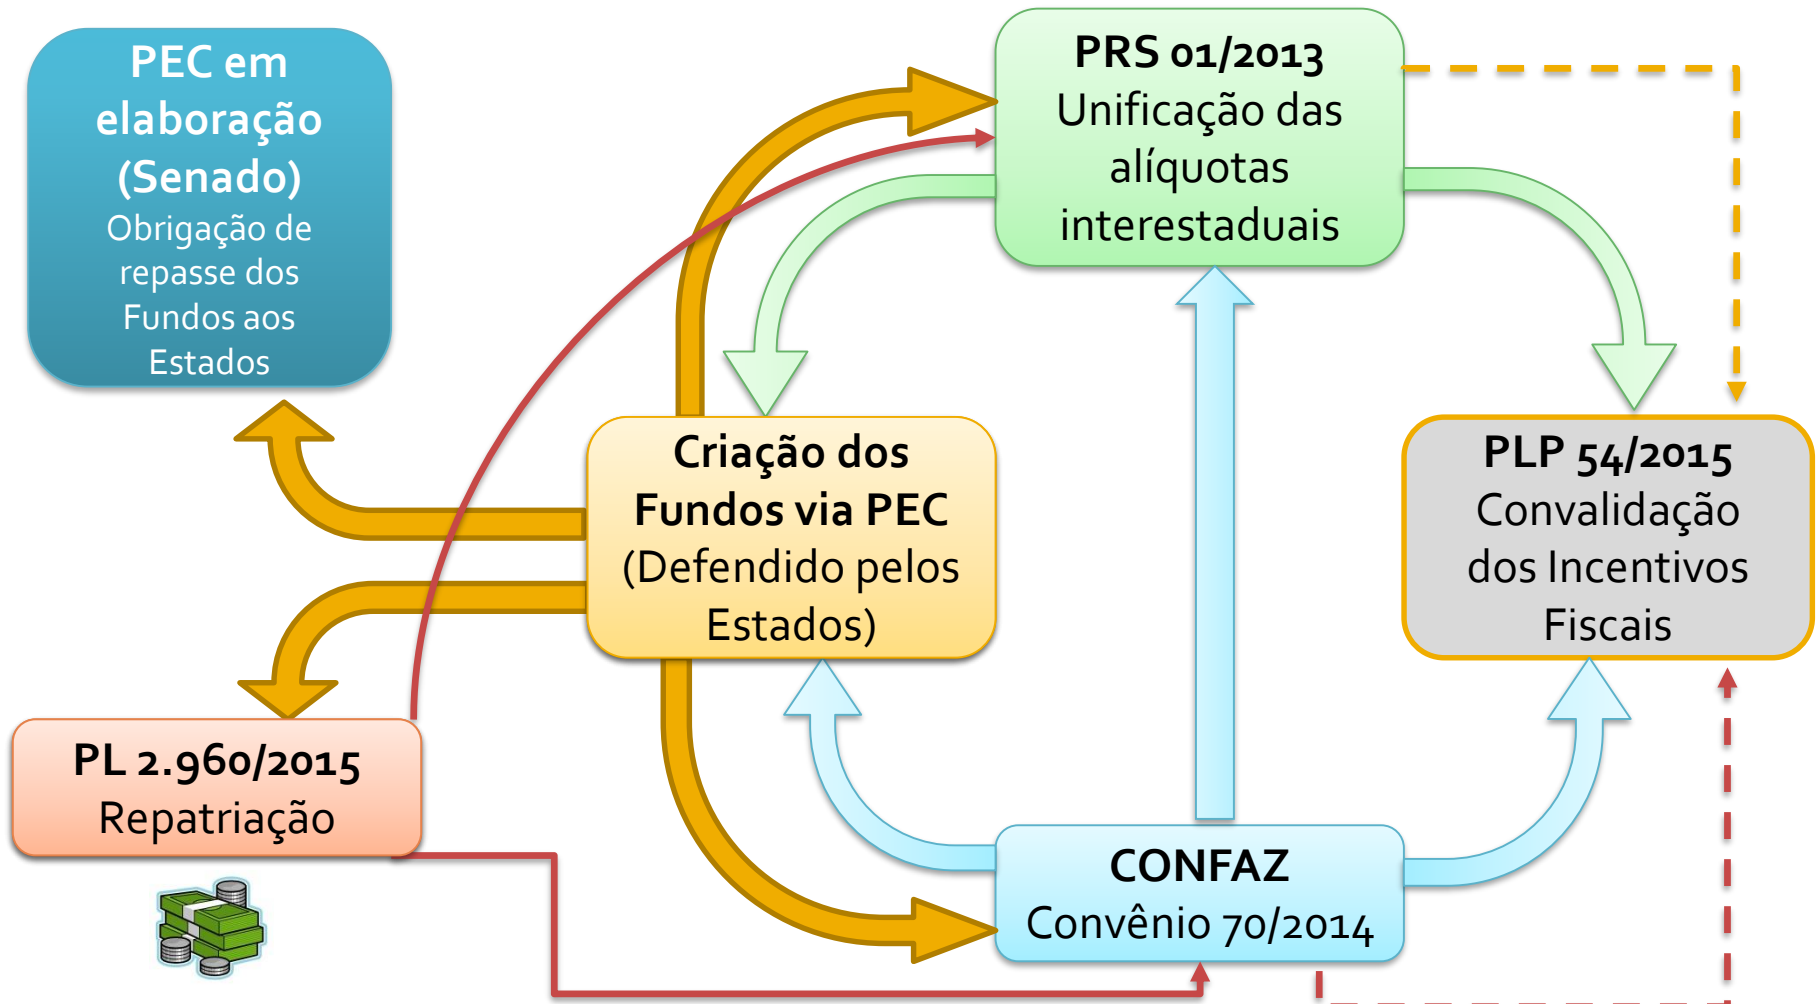 PEC em
elaboração
(Senado)
Obrigação de
repasse dos
Fundos aos
Estados
PRS 01/2013
Unificação das
alíquotas
interestaduais
Criação dos
Fundos via PEC
(Defendido pelos
Estados)
PLP 54/2015
Convalidação
dos Incentivos
Fiscais
PL 2.960/2015
Repatriação
CONFAZ
Convênio 70/2014